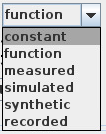 function
constant
function
measured
simulated
synthetic
recorded